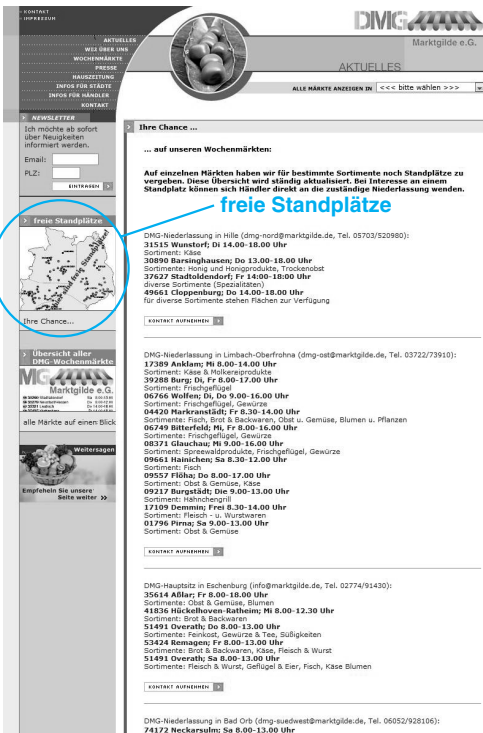 KONTAKT
IMPRESSUM
AKTUELLES
WIR ÜBER UNS
WOCHENMÄRKTE
PRESSE
HAUSZEITUNG
INFOS FÜR STÄDTE
INFOS FÜR HÄNDLER
KONTAKT
DMG
Marktgilde e.G.
AKTUELLES
ALLE MÄRKTE ANZEIGEN IN <<< bitte wählen >>>
NEWSLETTER
Ich möchte ab sofort
über Neuigkeiten
informiert werden.
Email:
PLZ:
EINTRAGEN
freie Standplätze
Ihre Chance...
Übersicht aller
DMG-Wochenmärkte
MG
Marktgilde e.G.
alle Märkte auf einen Blick
Weitersagen
Empfeheln Sie unsere
Seite weiter >>
Ihre Chance ...
... auf unseren Wochenmärkten:
Auf einzelnen Märkten haben wir für bestimmte Sortimente noch Standplätze zu
vergeben. Diese Übersicht wird ständig aktualisiert. Bei Interesse an einem
Standplatz können sich Händler direkt an die zuständige Niederlassung wenden.
freie Standplätze
DMG-Niederlassung in Hille (dmg-nord@marktgilde.de, Tel. 05703/520980):
31515 Wunstorf; Di 14.00-18.00 Uhr
Sortiment: Käse
30890 Barsinghausen; Do 13.00-18.00 Uhr
Sortimente: Honig und Honigprodukte, Trockenobst
37627 Stadtoldendorf; Fr 14:00-18:00 Uhr
diverse Sortimente (Spezialitäten)
49661 Cloppenburg; Do 14.00-18.00 Uhr
für diverse Sortimente stehen Flächen zur Verfügung
KONTAKT AUFNEHMEN
DMG-Niederlassung in Limbach-Oberfrohna (dmg-ost@marktgilde.de, Tel. 03722/73910):
17389 Anklam; Mi 8.00-14.00 Uhr
Sortiment: Käse & Molkereiprodukte
39288 Burg; Di, Fr 8.00-17.00 Uhr
Sortiment: Frischgeflügel
06766 Wolfen; Di, Do 9.00-16.00 Uhr
Sortiment: Frischgeflügel, Gewürze
04420 Markranstädt; Fr 8.30-14.00 Uhr
Sortimente: Fisch, Brot & Backwaren, Obst u. Gemüse, Blumen u. Pflanzen
06749 Bitterfeld; Mi, Fr 8.00-16.00 Uhr
Sortimente: Frischgeflügel, Gewürze
08371 Glauchau; Mi 9.00-16.00 Uhr
Sortiment: Spreewaldprodukte, Frischgeflügel, Gewürze
09661 Hainichen; Sa 8.30-12.00 Uhr
Sortiment: Fisch
09557 Flöha; Do 8.00-17.00 Uhr
Sortiment: Obst & Gemüse, Käse
09217 Burgstädt; Die 9.00-13.00 Uhr
Sortiment: Hähnchengrill
17109 Demmin; Frei 8.30-14.00 Uhr
Sortiment: Fleisch - u. Wurstwaren
01796 Pirna; Sa 9.00-13.00 Uhr
Sortiment: Obst & Gemüse
KONTAKT AUFNEHMEN
DMG-Hauptsitz in Eschenburg (info@marktgilde.de, Tel. 02774/91430):
35614 Aßlar; Fr 8.00-18.00 Uhr
Sortimente: Obst & Gemüse, Blumen
41836 Hückelhoven-Ratheim; Mi 8.00-12.30 Uhr
Sortiment: Brot & Backwaren
51491 Overath; Do 8.00-13.00 Uhr
Sortimente: Feinkost, Gewürze & Tee, Süßigkeiten
53424 Remagen; Fr 8.00-13.00 Uhr
Sortimente: Brot & Backwaren, Käse, Fleisch & Wurst
51491 Overath; Sa 8.00-13.00 Uhr
Sortimente: Fleisch & Wurst, Geflügel & Eier, Fisch, Käse Blumen
KONTAKT AUFNEHMEN
DMG-Niederlassung in Bad Orb (dmg-suedwest@marktgilde.de, Tel. 06052/928106):
74172 Neckarsulm; Sa 8.00-13.00 Uhr